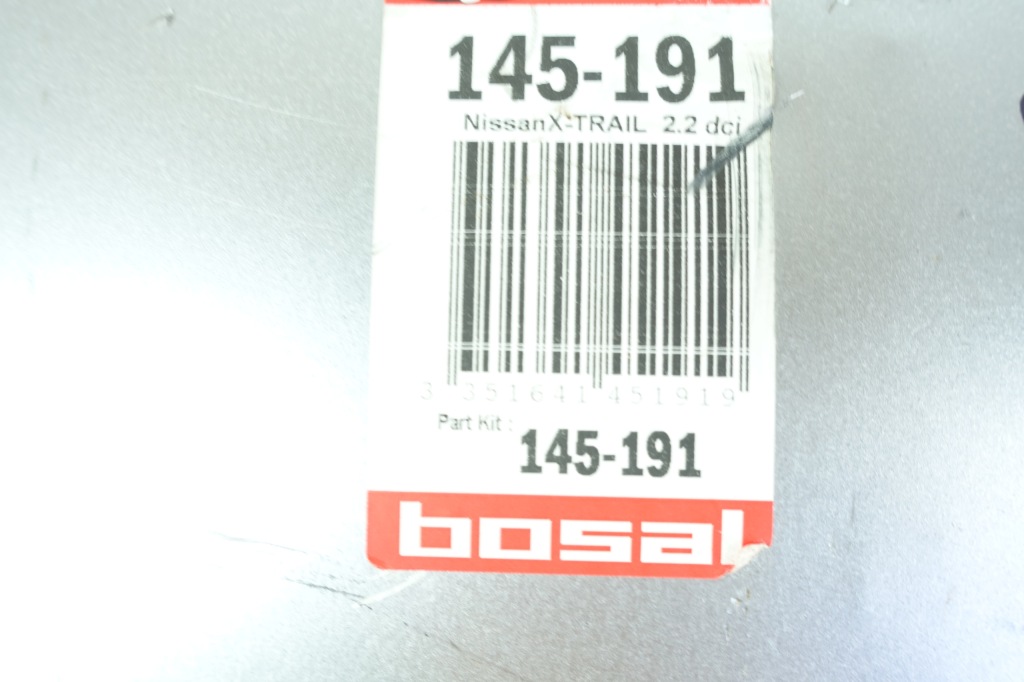 145-191
NissanX-TRAIL 2.2 dci
3 351641 451919
Part Kit :
145-191
bosal